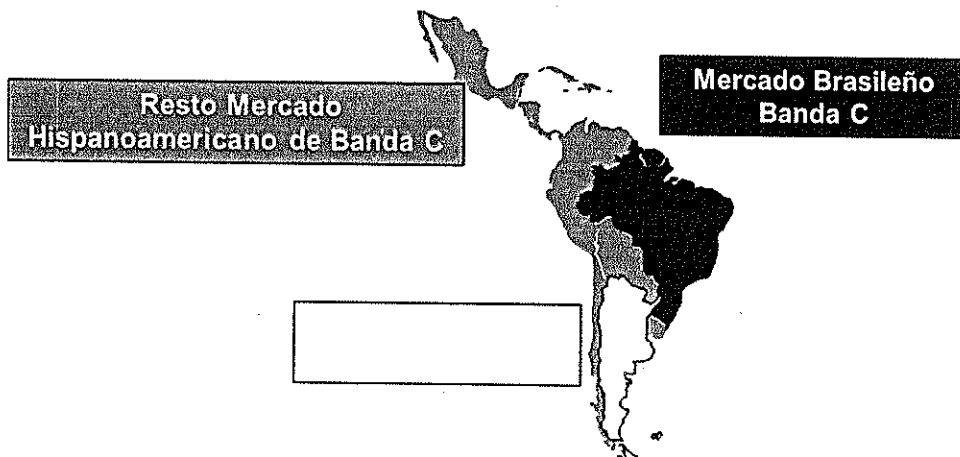 Resto Mercado
Hispanoamericano de Banda C
Mercado Brasileño
Banda C